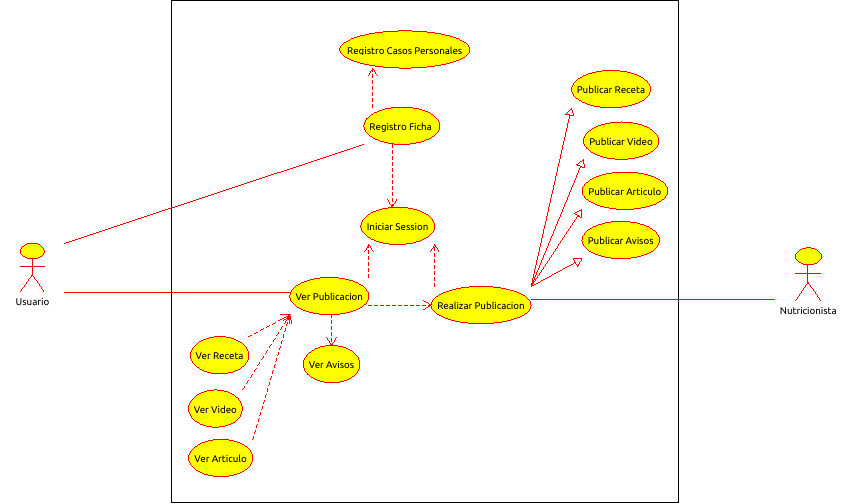 Registro Casos Personales
Publicar Receta
Registro Ficha
Publicar Video
Publicar Articulo
Iniciar Session
Publicar Avisos
Usuario
Ver Publicacion
Realizar Publicacion
Nutricionista
Ver Receta
Ver Avisos
Ver Video
Ver Articulo